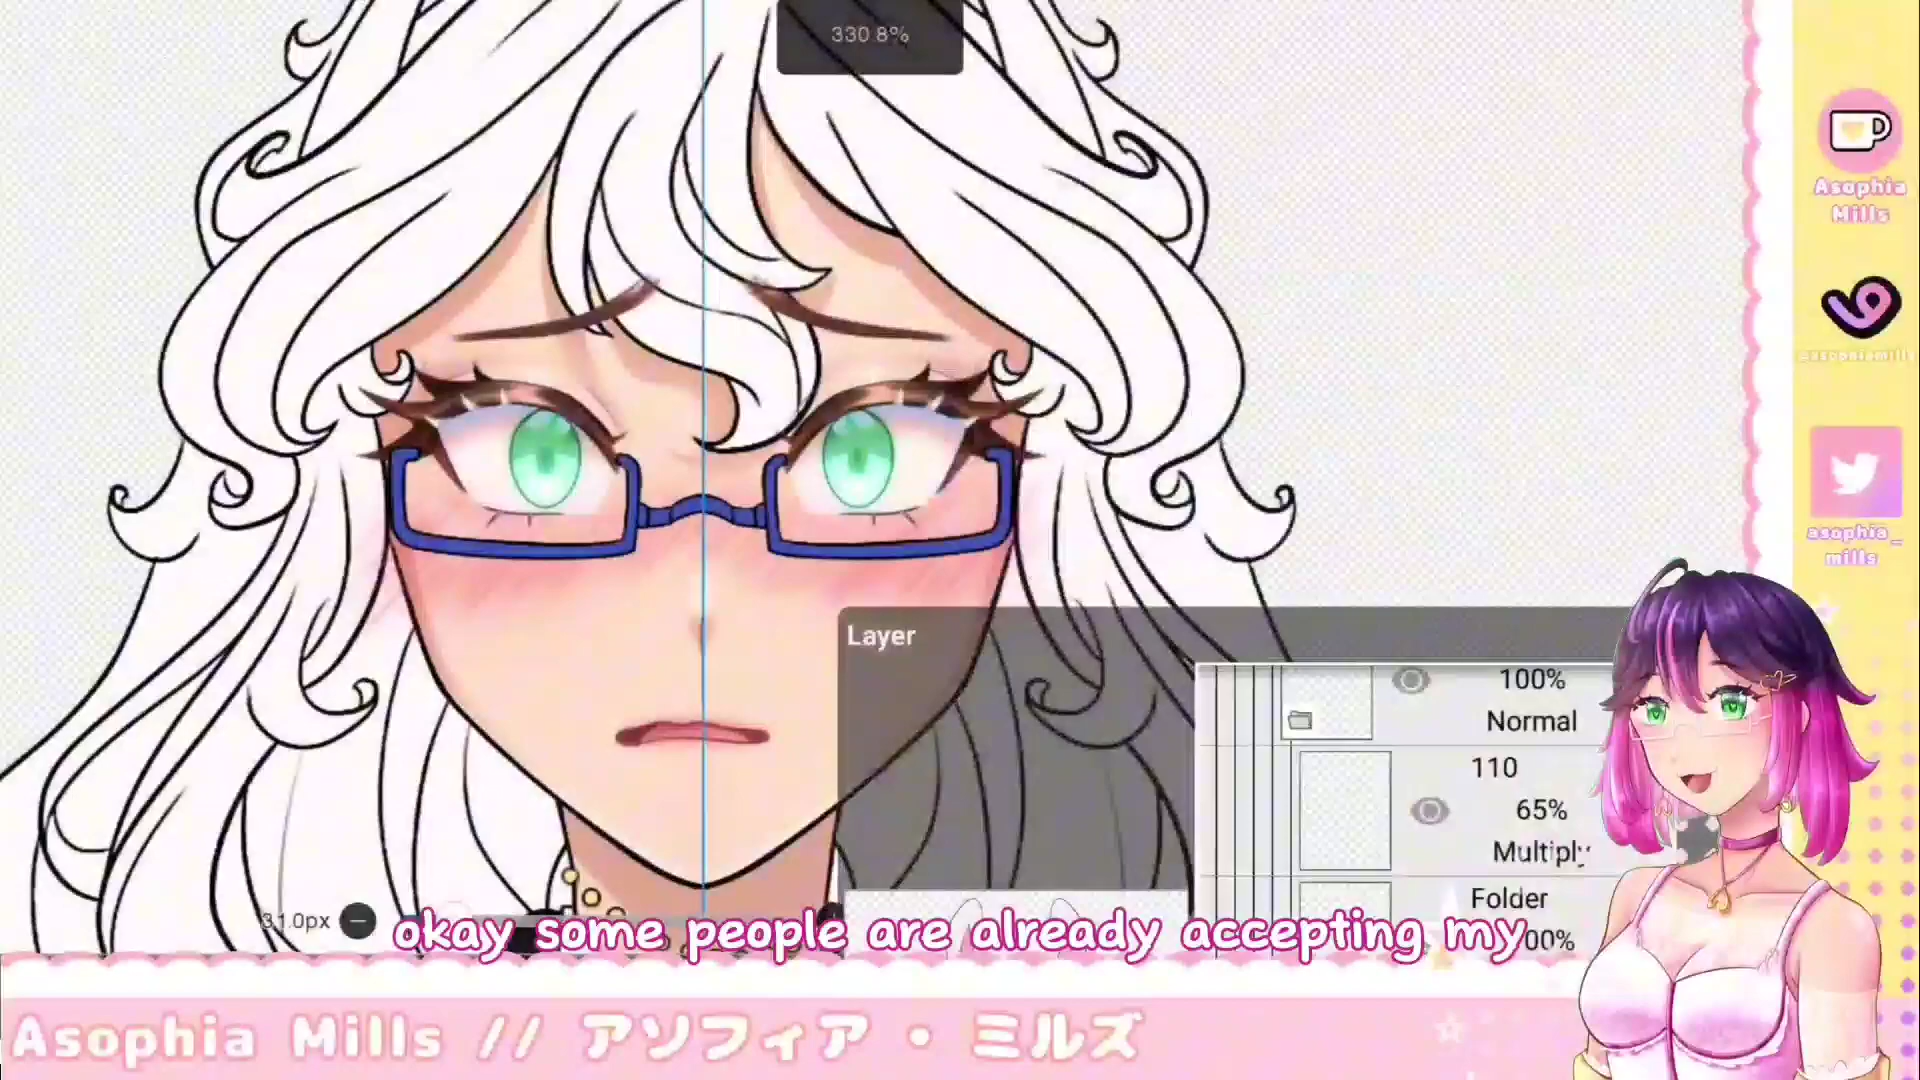 330.8%
Asophia
Mills
@asophiamills
asophia_
mills
Layer
100%
Normal
110
65%
Multiply
Folder
00%
31.0px
okay some people are already accepting my
Asophia Mills // アソフィア・ミルズ